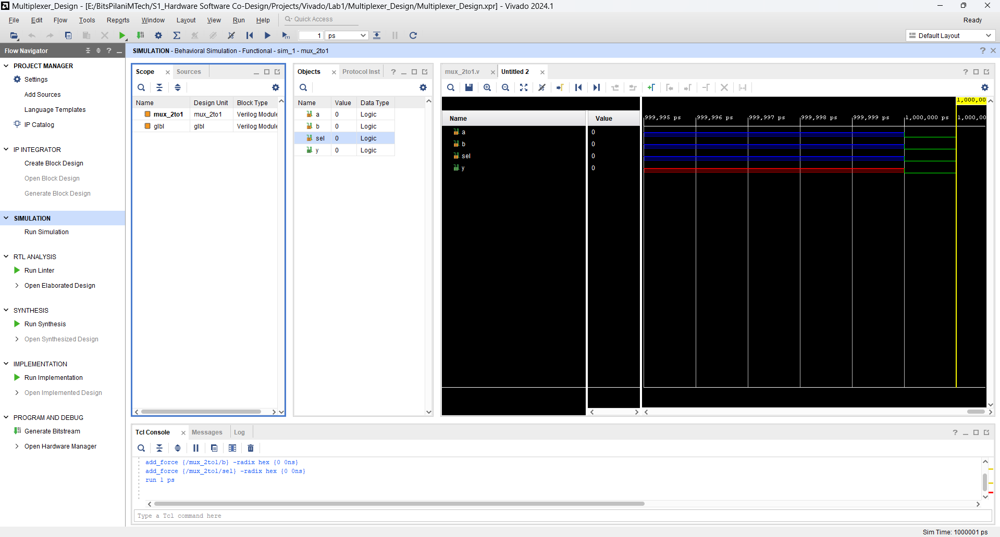 Multiplexer_Design - [E:/BitsPilaniMTech/S1_Hardware Software Co-Design/Projects/Vivado/Lab1/Multiplexer_Design/Multiplexer_Design.xpr] - Vivado 2024.1
File Edit Flow Tools Reports Window Layout View Run Help Quick Access
Ready
1 ps
Default Layout
Flow Navigator
PROJECT MANAGER
Settings
Add Sources
Language Templates
IP Catalog
IP INTEGRATOR
Create Block Design
Open Block Design
Generate Block Design
SIMULATION
Run Simulation
RTL ANALYSIS
Run Linter
Open Elaborated Design
SYNTHESIS
Run Synthesis
Open Synthesized Design
IMPLEMENTATION
Run Implementation
Open Implemented Design
PROGRAM AND DEBUG
Generate Bitstream
Open Hardware Manager
SIMULATION - Behavioral Simulation - Functional - sim_1 - mux_2to1
Scope Sources
Name Design Unit Block Type
mux_2to1 mux_2to1 Verilog Module
glbl glbl Verilog Module
Objects Protocol Inst
Name Value Data Type
a 0 Logic
b 0 Logic
sel 0 Logic
y 0 Logic
mux_2to1.v Untitled 2
1,000,00
Name Value
999,995 ps 999,996 ps 999,997 ps 999,998 ps 999,999 ps 1,000,000 ps 1,000,00
a 0
b 0
sel 0
y 0
Tcl Console Messages Log
add_force {/mux_2to1/b} -radix hex {0 0ns}
add_force {/mux_2to1/sel} -radix hex {0 0ns}
run 1 ps
Type a Tcl command here
Sim Time: 1000001 ps